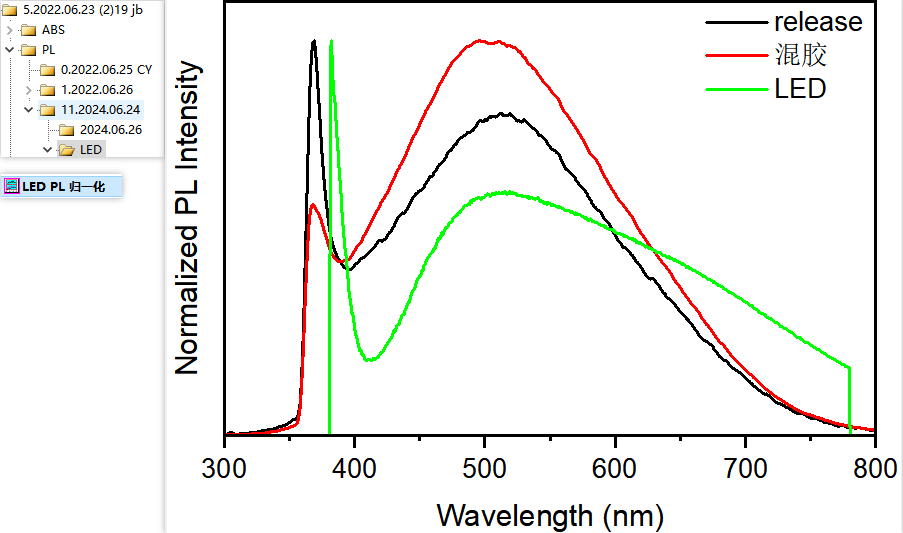 5.2022.06.23 (2)19 jb
ABS
PL
0.2022.06.25 CY
1.2022.06.26
11.2024.06.24
2024.06.26
LED
LED PL 归一化
release
混胶
LED
Normalized PL Intensity
300 400 500 600 700 800
Wavelength (nm)